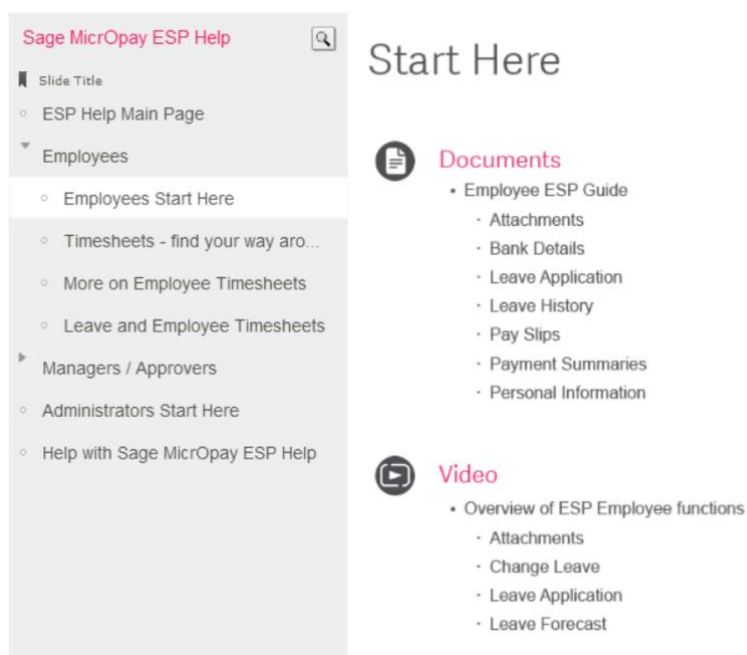 Sage MicrOpay ESP Help
Slide Title
ESP Help Main Page
Employees
Employees Start Here
Timesheets - find your way aro...
More on Employee Timesheets
Leave and Employee Timesheets
Managers / Approvers
Administrators Start Here
Help with Sage MicrOpay ESP Help
Start Here
Documents
• Employee ESP Guide
· Attachments
· Bank Details
· Leave Application
· Leave History
· Pay Slips
· Payment Summaries
· Personal Information
Video
• Overview of ESP Employee functions
· Attachments
· Change Leave
· Leave Application
· Leave Forecast